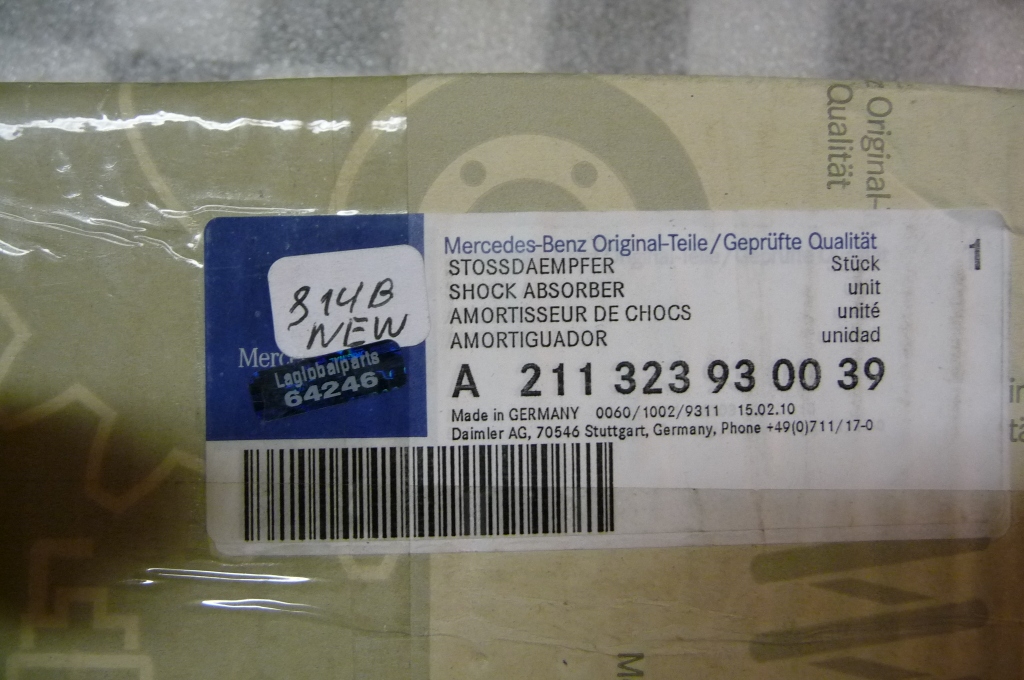 z Original-
Qualität
Mercedes-Benz Original-Teile/Geprüfte Qualität
1
STOSSDAEMPFER Stück
SHOCK ABSORBER unit
AMORTISSEUR DE CHOCS unité
AMORTIGUADOR unidad
A 211 323 93 00 39
Made in GERMANY 0060/1002/9311 15.02.10
Daimler AG, 70546 Stuttgart, Germany, Phone +49(0)711/17-0
814B
NEW
Merc
Laglobalparts
64246
M